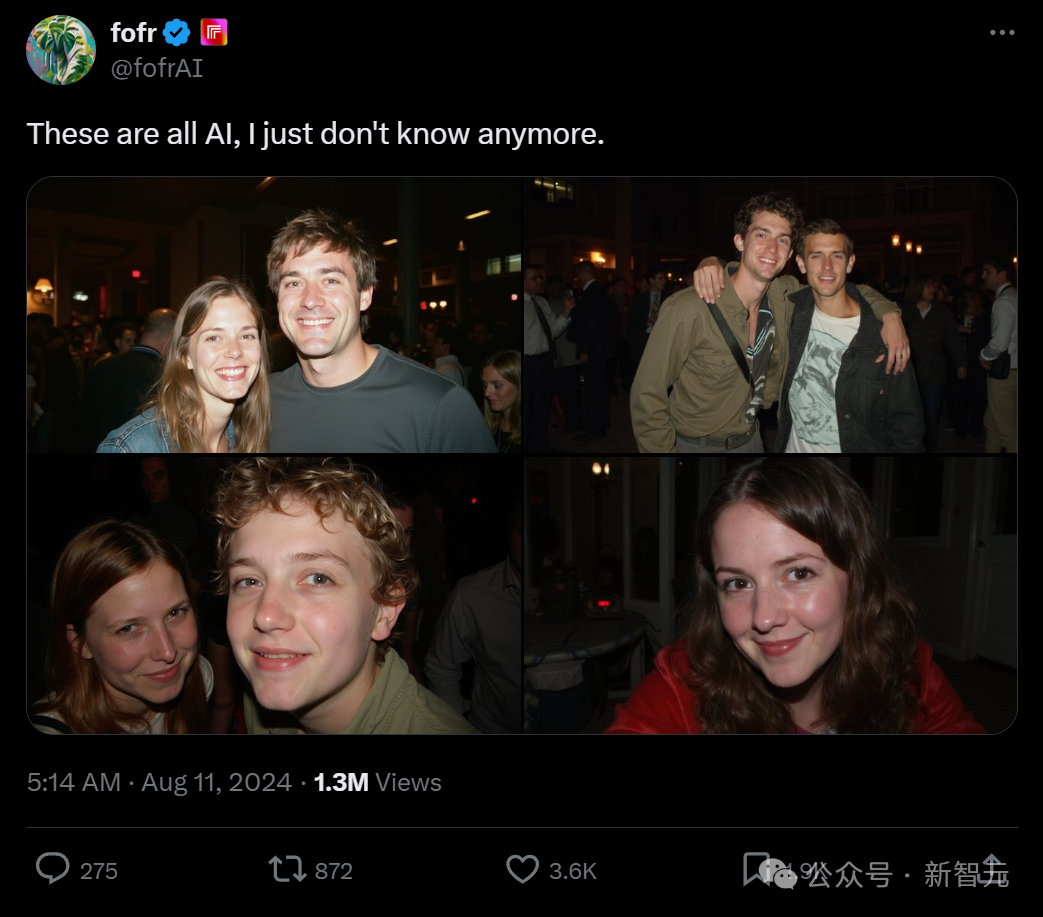 fofr
@fofrAI
These are all AI, I just don't know anymore.
5:14 AM · Aug 11, 2024 · 1.3M Views
275 872 3.6K
公众号 · 新智元